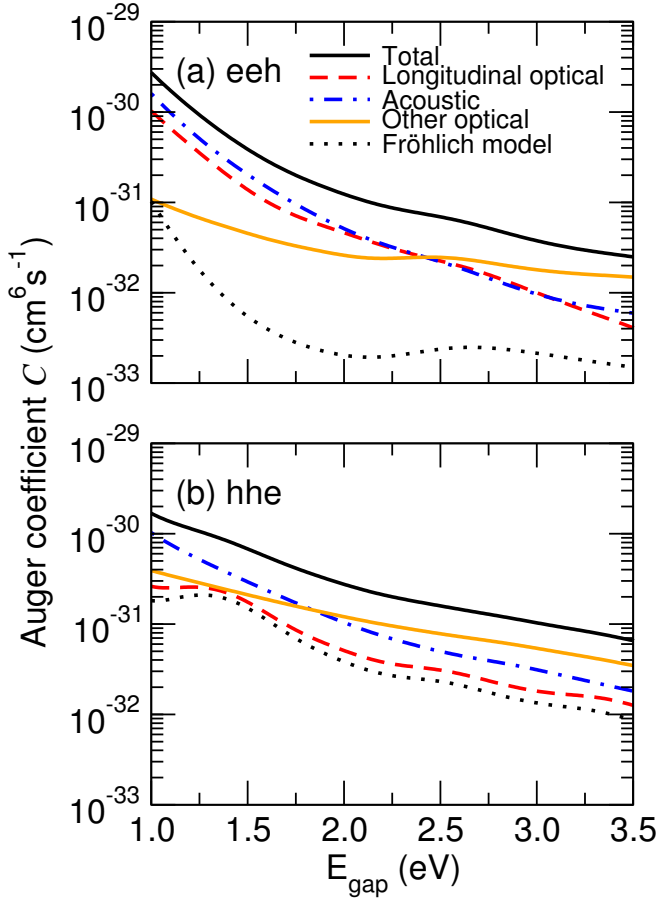 10⁻²⁹
(a) eeh
Total
Longitudinal optical
Acoustic
Other optical
Fröhlich model
10⁻³⁰
10⁻³¹
10⁻³²
10⁻³³
Auger coefficient C (cm⁶s⁻¹)
10⁻²⁹
(b) hhe
10⁻³⁰
10⁻³¹
10⁻³²
10⁻³³
1.0 1.5 2.0 2.5 3.0 3.5
E_gap (eV)